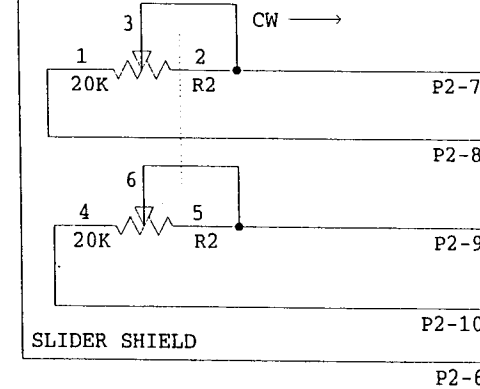 3
CW
1
2
20K
R2
P2-7
P2-8
6
4
5
20K
R2
P2-9
P2-10
SLIDER SHIELD
P2-6